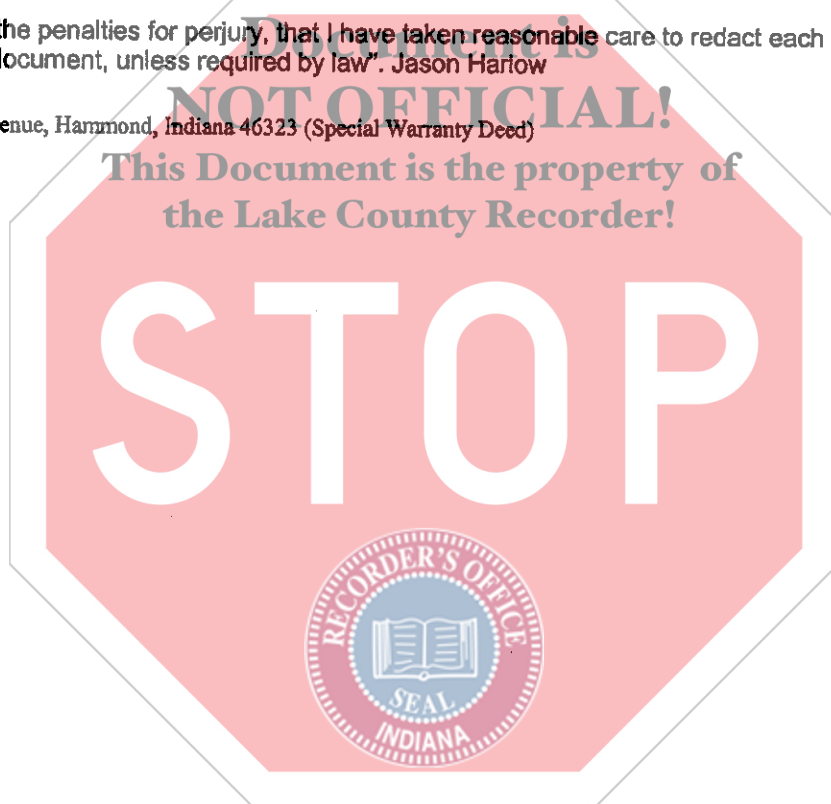 Document is
the penalties for perjury, that I have taken reasonable care to redact each
document, unless required by law". Jason Harlow
NOT OFFICIAL!
enue, Hammond, Indiana 46323 (Special Warranty Deed)
This Document is the property of
the Lake County Recorder!
STOP
RECORDER'S OFFICE
SEAL
INDIANA